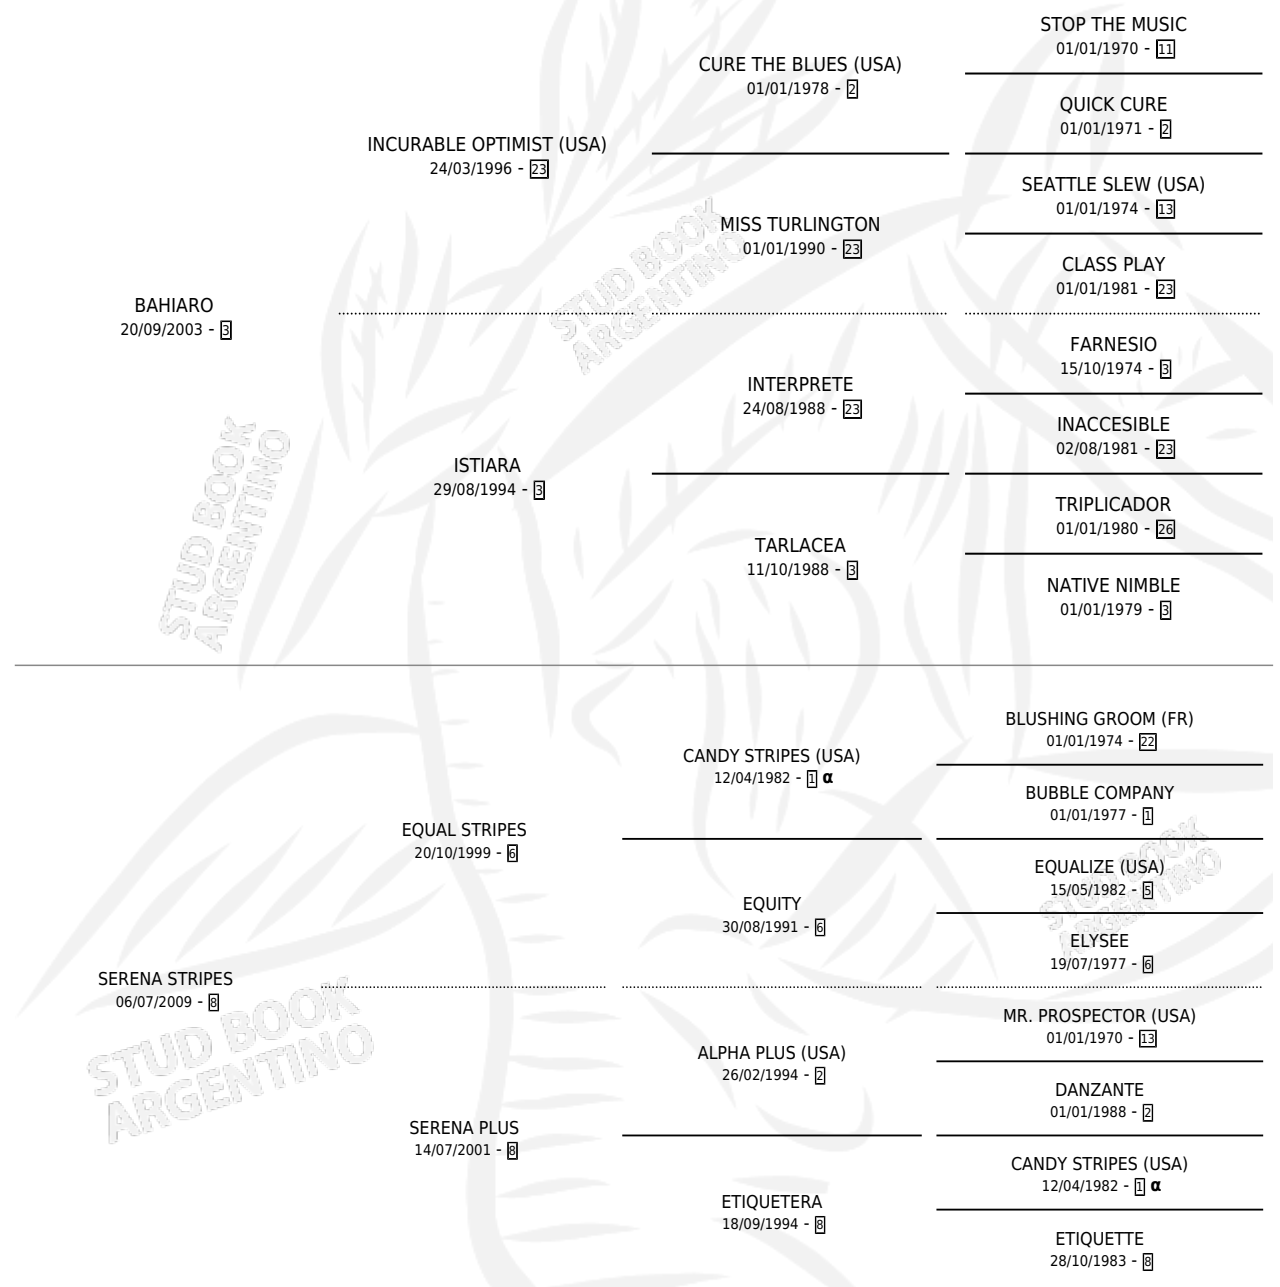 STOP THE MUSIC
01/01/1970 - 11
CURE THE BLUES (USA)
01/01/1978 - 2
QUICK CURE
01/01/1971 - 2
INCURABLE OPTIMIST (USA)
24/03/1996 - 23
SEATTLE SLEW (USA)
01/01/1974 - 13
MISS TURLINGTON
01/01/1990 - 23
CLASS PLAY
01/01/1981 - 23
STUD BOOK
ARGENTINO
BAHIARO
20/09/2003 - 3
FARNESIO
15/10/1974 - 3
INTERPRETE
24/08/1988 - 23
INACCESIBLE
02/08/1981 - 23
ISTIARA
29/08/1994 - 3
TRIPLICADOR
01/01/1980 - 26
TARLACEA
11/10/1988 - 3
NATIVE NIMBLE
01/01/1979 - 3
STUD BOOK
ARGENTINO
BLUSHING GROOM (FR)
01/01/1974 - 22
CANDY STRIPES (USA)
12/04/1982 - 1 α
BUBBLE COMPANY
01/01/1977 - 1
EQUAL STRIPES
20/10/1999 - 6
EQUALIZE (USA)
15/05/1982 - 5
EQUITY
30/08/1991 - 6
ELYSEE
19/07/1977 - 6
STUD BOOK
ARGENTINO
SERENA STRIPES
06/07/2009 - 8
MR. PROSPECTOR (USA)
01/01/1970 - 13
ALPHA PLUS (USA)
26/02/1994 - 2
DANZANTE
01/01/1988 - 2
STUD BOOK
ARGENTINO
SERENA PLUS
14/07/2001 - 8
CANDY STRIPES (USA)
12/04/1982 - 1 α
ETIQUETERA
18/09/1994 - 8
ETIQUETTE
28/10/1983 - 8